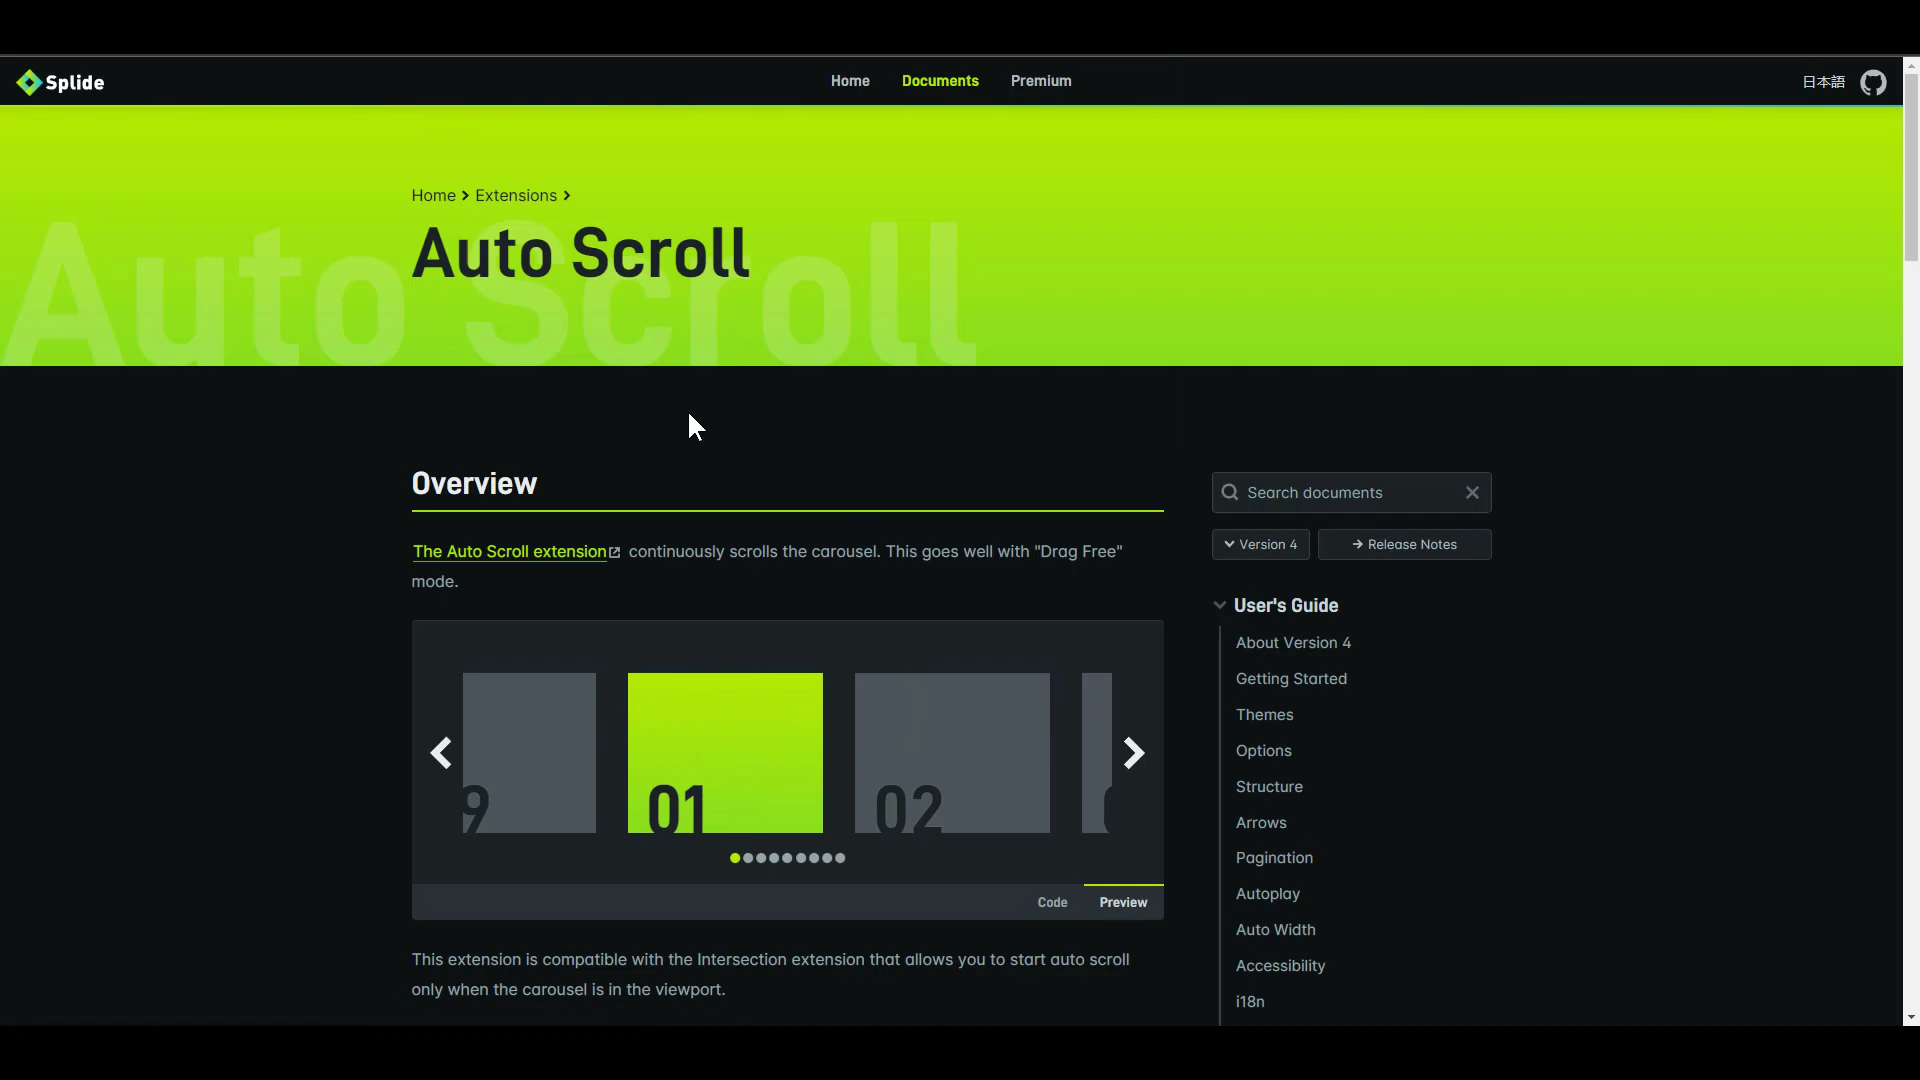 Splide
Home
Documents
Premium
日本語
Home
Extensions
Auto Scroll
Auto Scroll
Overview
The Auto Scroll extension continuously scrolls the carousel. This goes well with "Drag Free"
mode.
9
01
02
Code
Preview
This extension is compatible with the Intersection extension that allows you to start auto scroll
only when the carousel is in the viewport.
Search documents
Version 4
Release Notes
User's Guide
About Version 4
Getting Started
Themes
Options
Structure
Arrows
Pagination
Autoplay
Auto Width
Accessibility
i18n